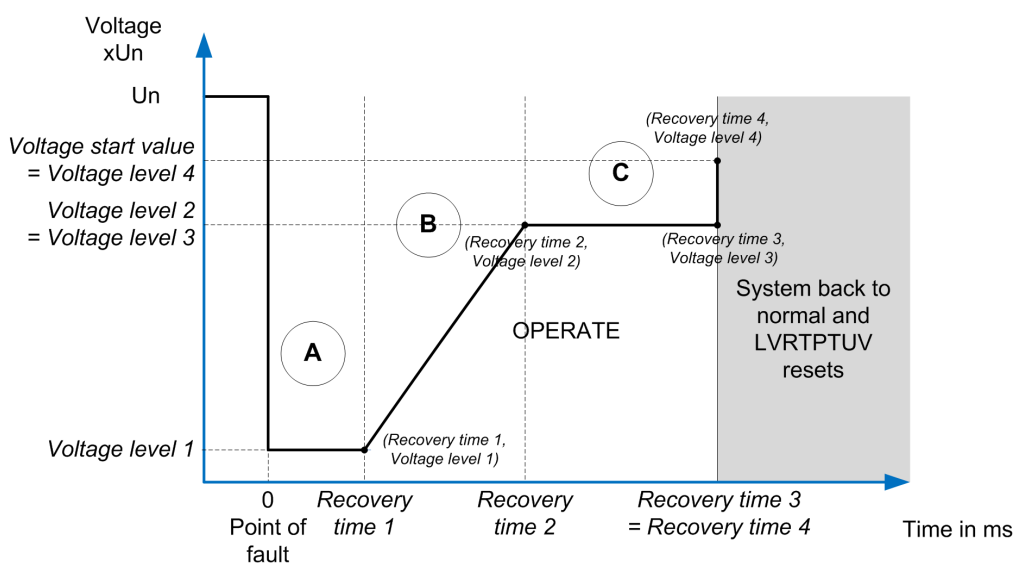 Voltage
xUn
Un
Voltage start value
= Voltage level 4
Voltage level 2
= Voltage level 3
Voltage level 1
A
B
C
(Recovery time 4,
Voltage level 4)
(Recovery time 2,
Voltage level 2)
(Recovery time 3,
Voltage level 3)
(Recovery time 1,
Voltage level 1)
OPERATE
System back to
normal and
LVRTPTUV
resets
0
Point of
fault
Recovery
time 1
Recovery
time 2
Recovery time 3
= Recovery time 4
Time in ms